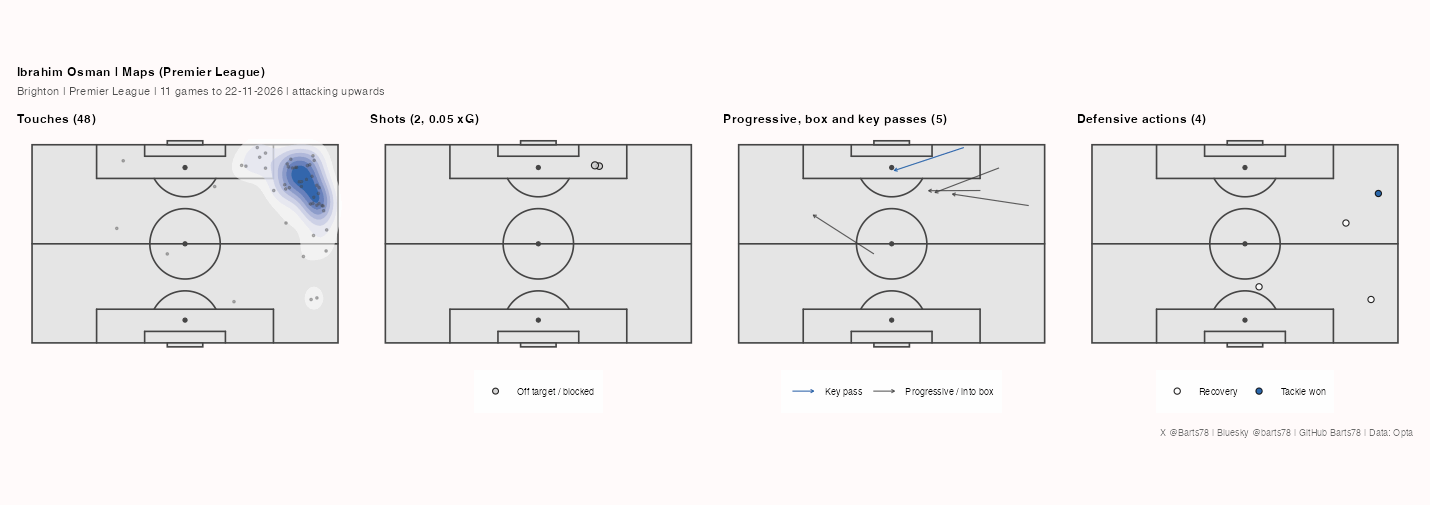 Ibrahim Osman | Maps (Premier League)
Brighton | Premier League | 11 games to 22-11-2026 | attacking upwards
Touches (48)
Shots (2, 0.05 xG)
Progressive, box and key passes (5)
Defensive actions (4)
Off target / blocked
Key pass
Progressive / into box
Recovery
Tackle won
X @Barts78 | Bluesky @barts78 | GitHub Barts78 | Data: Opta